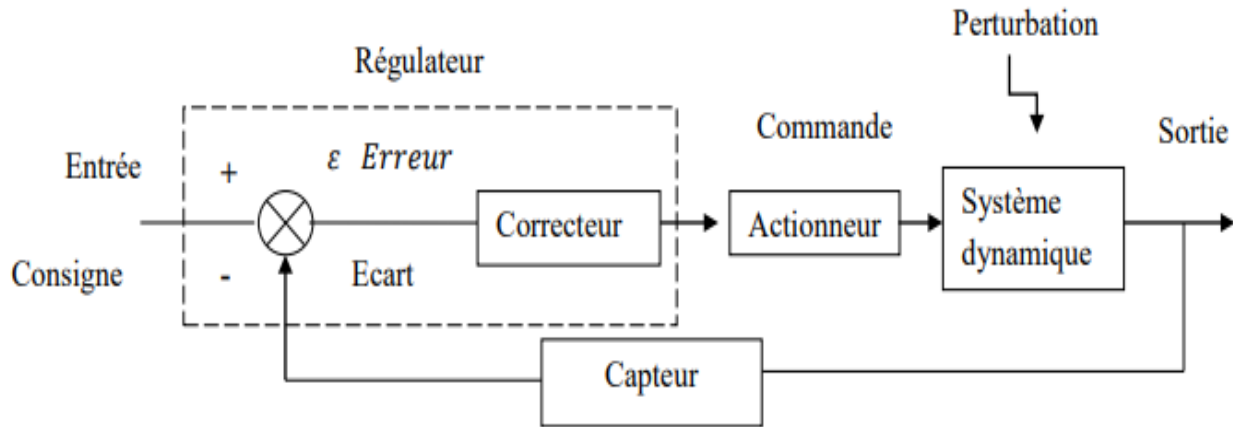 Perturbation
Régulateur
Commande
Sortie
Entrée
+
ε Erreur
Correcteur
Actionneur
Système
dynamique
Consigne
-
Ecart
Capteur